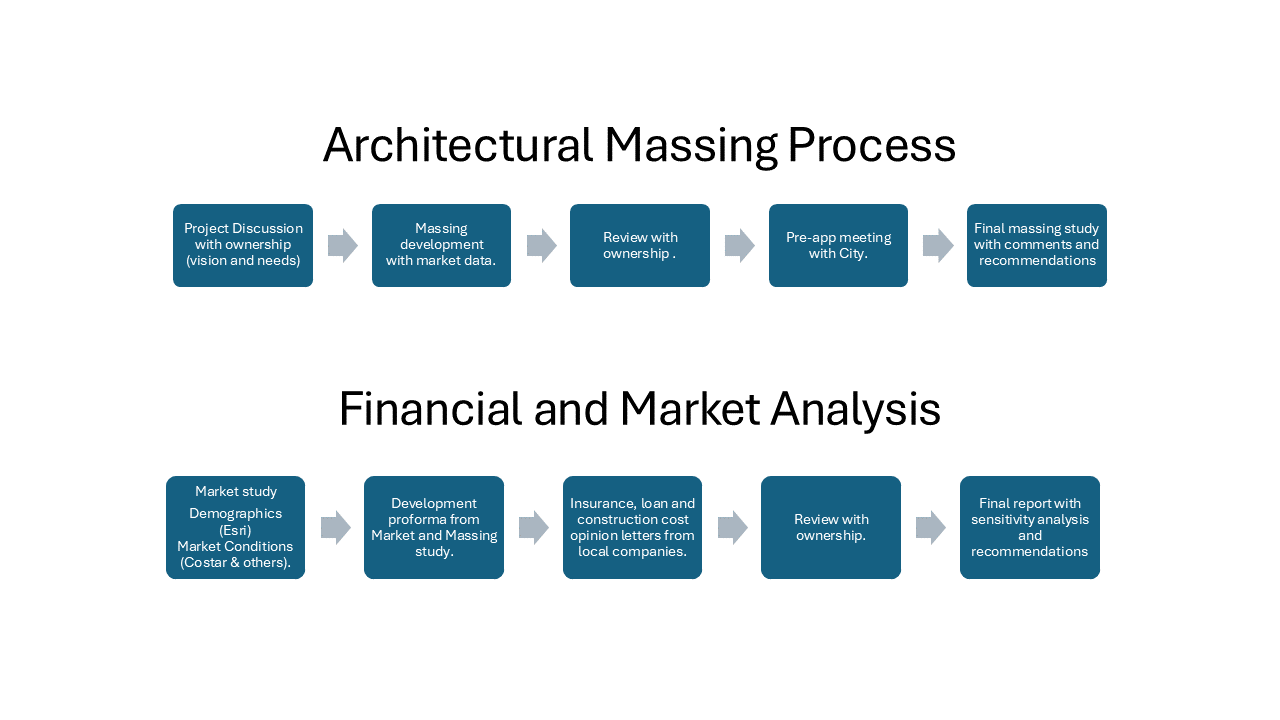 Architectural Massing Process
Project Discussion
with ownership
(vision and needs)
Massing
development
with market data.
Review with
ownership .
Pre-app meeting
with City.
Final massing study
with comments and
recommendations
Financial and Market Analysis
Market study
Demographics
(Esri)
Market Conditions
(Costar & others).
Development
proforma from
Market and Massing
study.
Insurance, loan and
construction cost
opinion letters from
local companies.
Review with
ownership.
Final report with
sensitivity analysis
and
recommendations